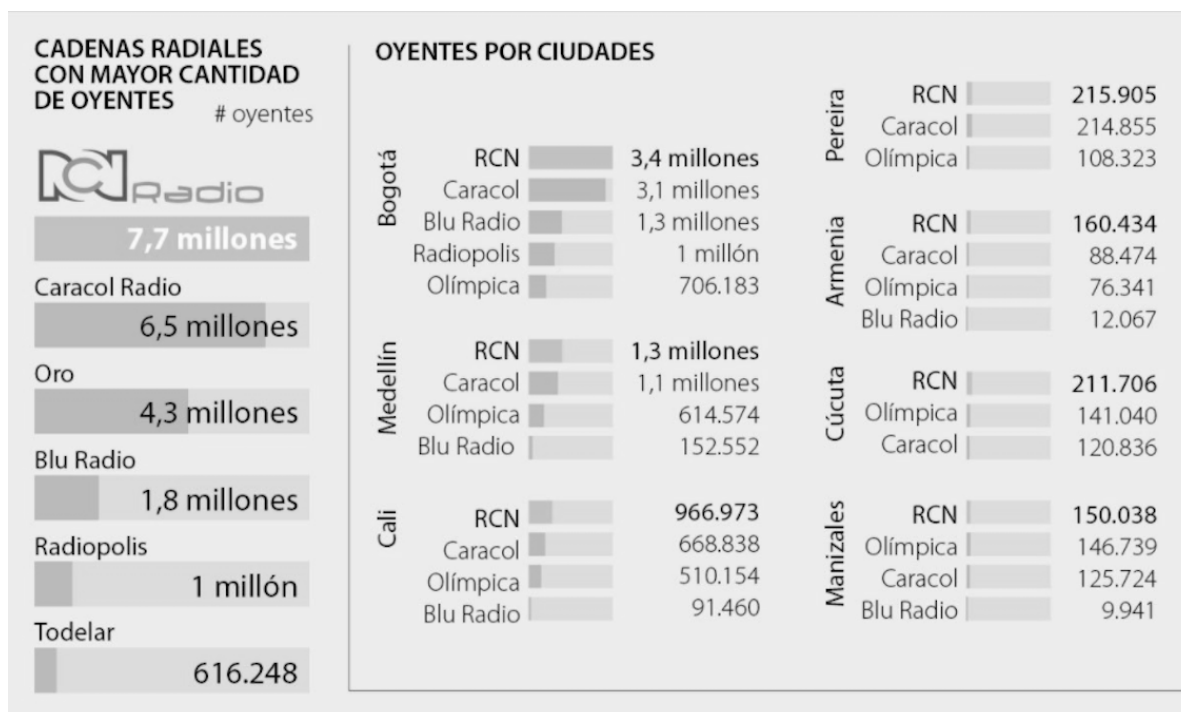 CADENAS RADIALES
CON MAYOR CANTIDAD
DE OYENTES
# oyentes
RCN Radio
7,7 millones
Caracol Radio
6,5 millones
Oro
4,3 millones
Blu Radio
1,8 millones
Radiopolis
1 millón
Todelar
616.248
OYENTES POR CIUDADES
Bogotá
RCN 3,4 millones
Caracol 3,1 millones
Blu Radio 1,3 millones
Radiopolis 1 millón
Olímpica 706.183
Medellín
RCN 1,3 millones
Caracol 1,1 millones
Olímpica 614.574
Blu Radio 152.552
Cali
RCN 966.973
Caracol 668.838
Olímpica 510.154
Blu Radio 91.460
Pereira
RCN 215.905
Caracol 214.855
Olímpica 108.323
Armenia
RCN 160.434
Caracol 88.474
Olímpica 76.341
Blu Radio 12.067
Cúcuta
RCN 211.706
Olímpica 141.040
Caracol 120.836
Manizales
RCN 150.038
Olímpica 146.739
Caracol 125.724
Blu Radio 9.941